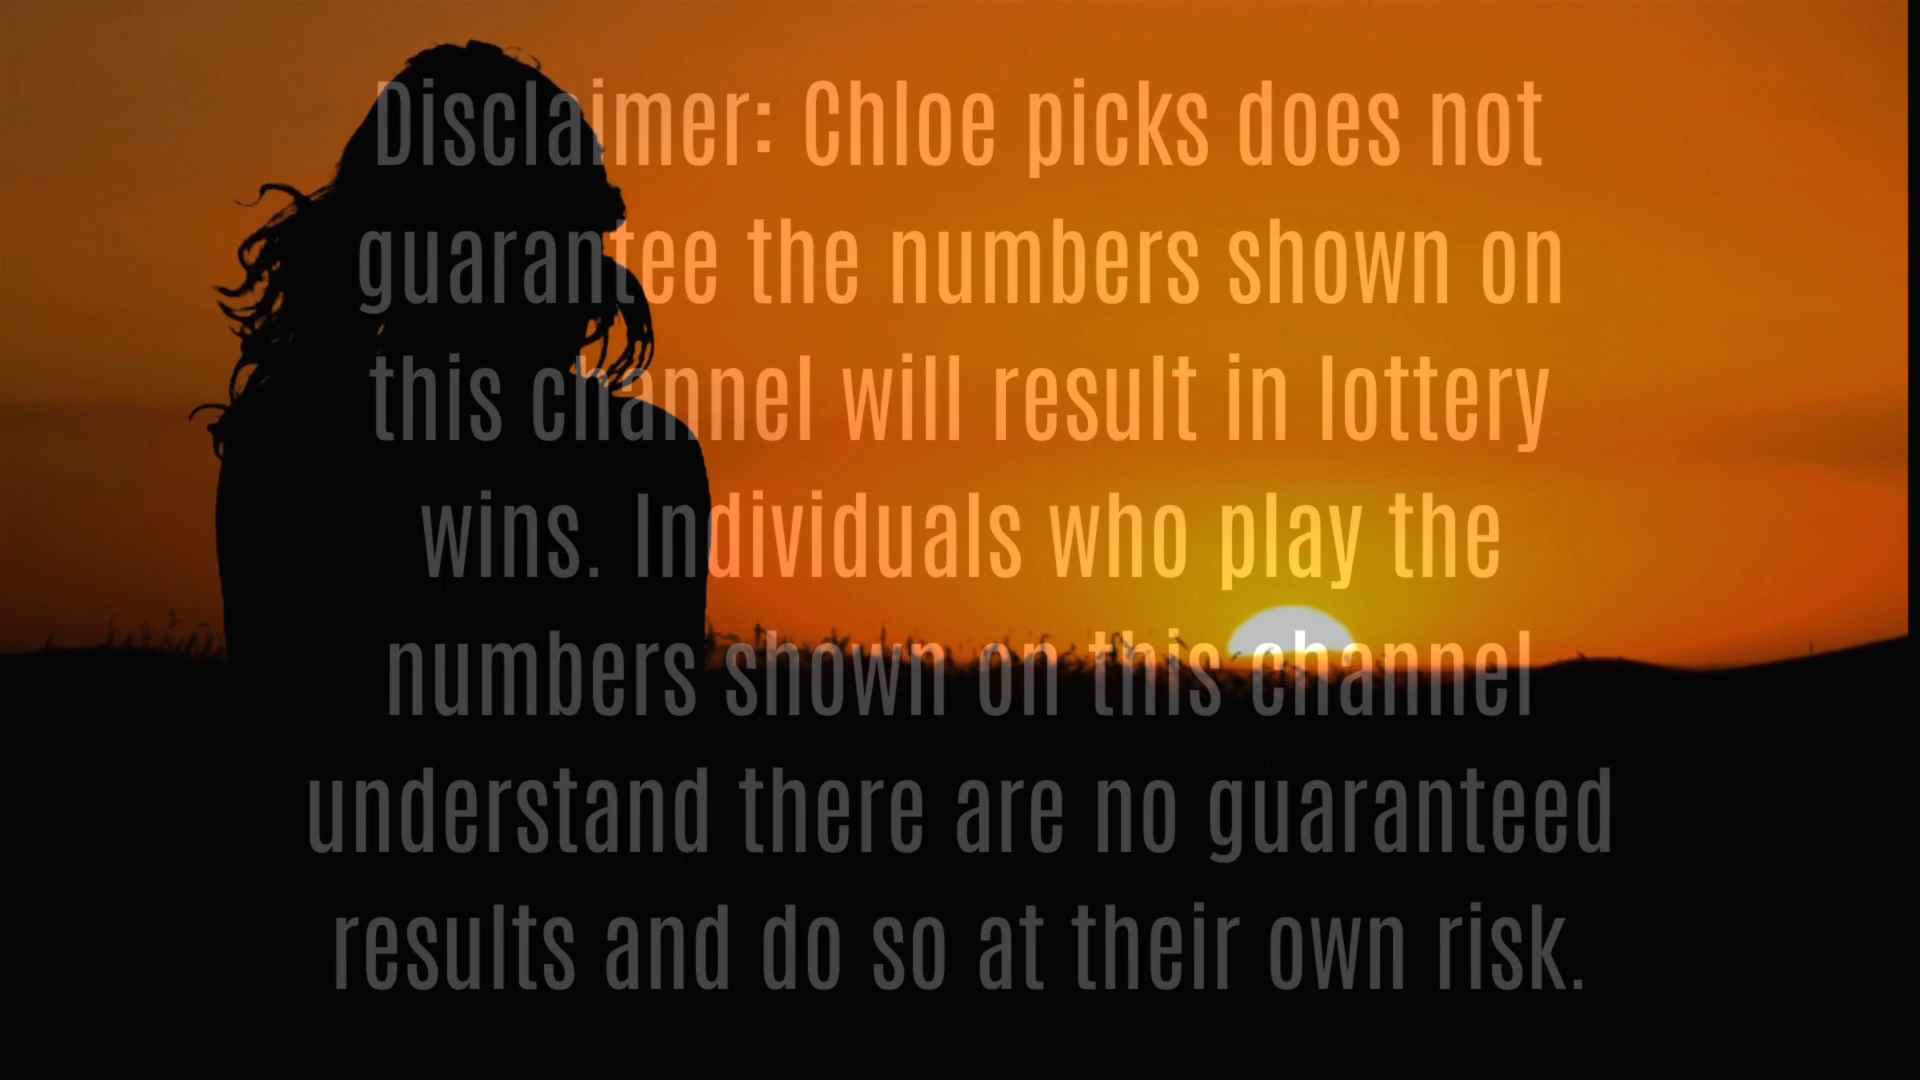 Disclaimer: Chloe picks does not
guarantee the numbers shown on
this channel will result in lottery
wins. Individuals who play the
numbers shown on this channel
understand there are no guaranteed
results and do so at their own risk.